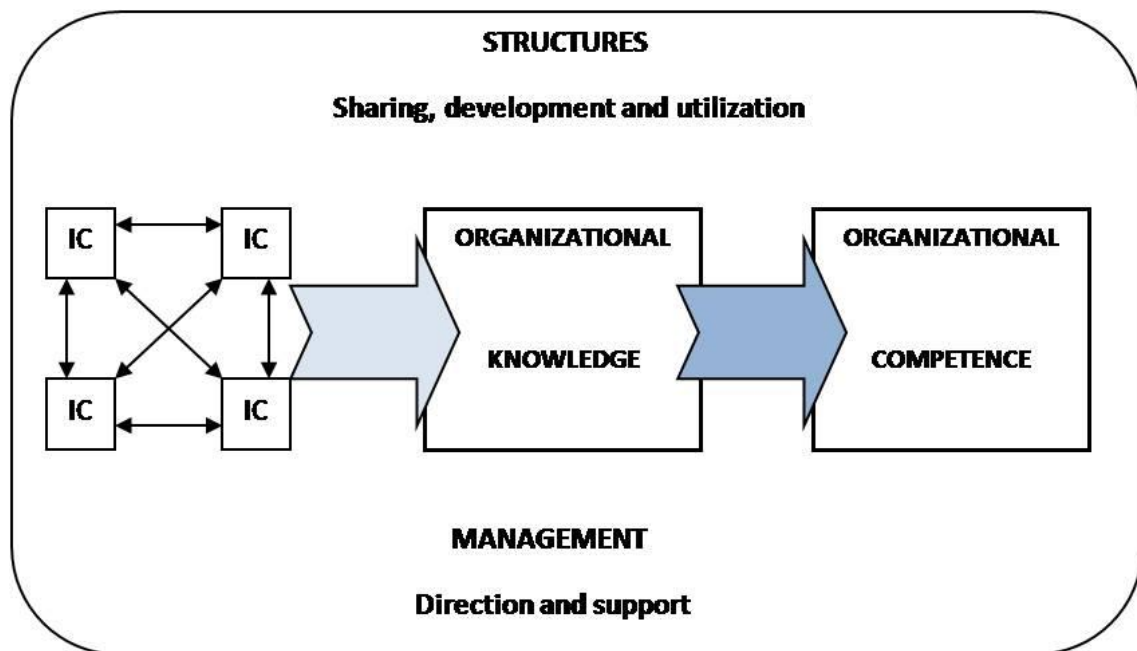 STRUCTURES
Sharing, development and utilization
IC
IC
ORGANIZATIONAL
ORGANIZATIONAL
KNOWLEDGE
COMPETENCE
IC
IC
MANAGEMENT
Direction and support